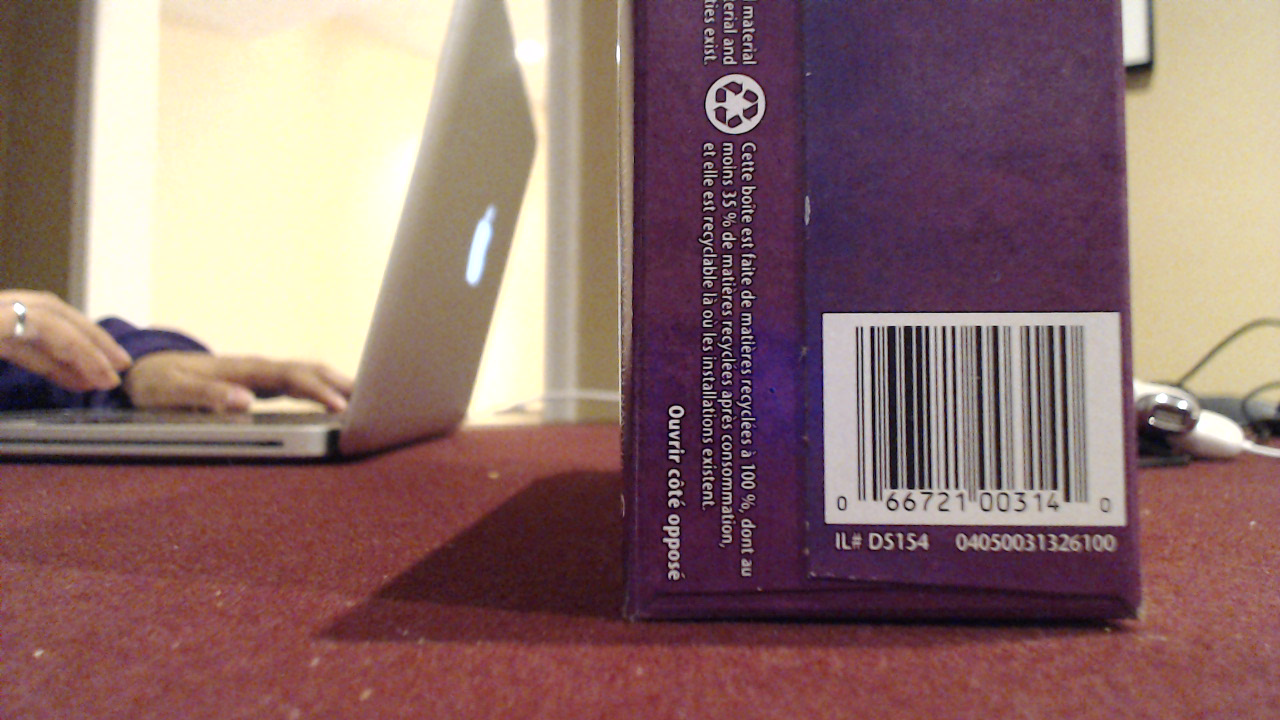 material
erial and
ties exist.
Cette boîte est faite de matières recyclées à 100 %, dont au
moins 35 % de matières recyclées après consommation,
et elle est recyclable là où les installations existent.
Ouvrir côté opposé
0 66721 00314 0
IL# DS154 04050031326100